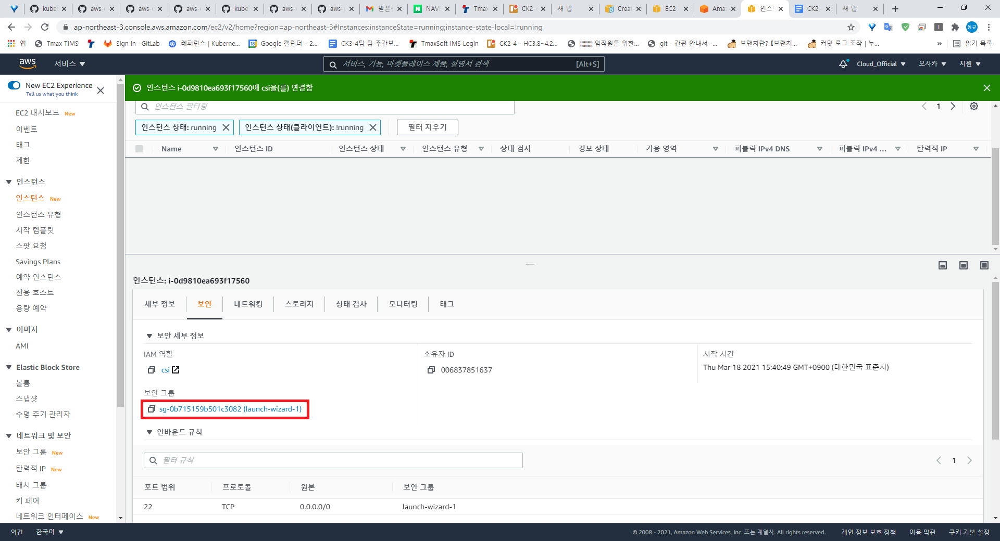 kube
aws-
aws-
aws-
kube
aws-
aws-
받은
NAV
Tmax
CK2-
새 탭
Crea
EC2
Ama
인스
CK2-
새 탭
ap-northeast-3.console.aws.amazon.com/ec2/v2/home?region=ap-northeast-3#Instances:instanceState=running;instance-state-local=!running
동규
앱
Tmax TIMS
Sign in · GitLab
레퍼런스 | Kuberne...
18
Google 캘린더 - 2...
CK3-4팀 팀 주간보...
TmaxSoft IMS Login
CK2-4 - HC3.8~4.2...
임직원을 위한...
git - 간편 안내서 -...
브랜치란? 【브랜치...
커밋 로그 조작 | 누...
»
읽기 목록
aws
서비스
서비스, 기능, 마켓플레이스 제품, 설명서 검색
[Alt+S]
Cloud_Official
오사카
지원
New EC2 Experience
Tell us what you think
EC2 대시보드 New
이벤트
태그
제한
인스턴스
인스턴스 New
인스턴스 유형
시작 템플릿
스팟 요청
Savings Plans
예약 인스턴스
전용 호스트
용량 예약
이미지
AMI
Elastic Block Store
볼륨
스냅샷
수명 주기 관리자
네트워크 및 보안
보안 그룹 New
탄력적 IP New
배치 그룹
키 페어
네트워크 인터페이스 New
인스턴스 i-0d9810ea693f17560에 csi을(를) 연결함
인스턴스 필터링
1
인스턴스 상태: running
인스턴스 상태(클라이언트): !running
필터 지우기
Name
인스턴스 ID
인스턴스 상태
인스턴스 유형
상태 검사
경보 상태
가용 영역
퍼블릭 IPv4 DNS
퍼블릭 IPv4 ...
탄력적 IP
인스턴스: i-0d9810ea693f17560
세부 정보
보안
네트워킹
스토리지
상태 검사
모니터링
태그
보안 세부 정보
IAM 역할
csi
소유자 ID
006837851637
시작 시간
Thu Mar 18 2021 15:40:49 GMT+0900 (대한민국 표준시)
보안 그룹
sg-0b715159b501c3082 (launch-wizard-1)
인바운드 규칙
필터 규칙
1
포트 범위
프로토콜
원본
보안 그룹
22
TCP
0.0.0.0/0
launch-wizard-1
의견
한국어
© 2008 - 2021, Amazon Web Services, Inc. 또는 계열사. All rights reserved.
개인 정보 보호 정책
이용 약관
쿠키 기본 설정